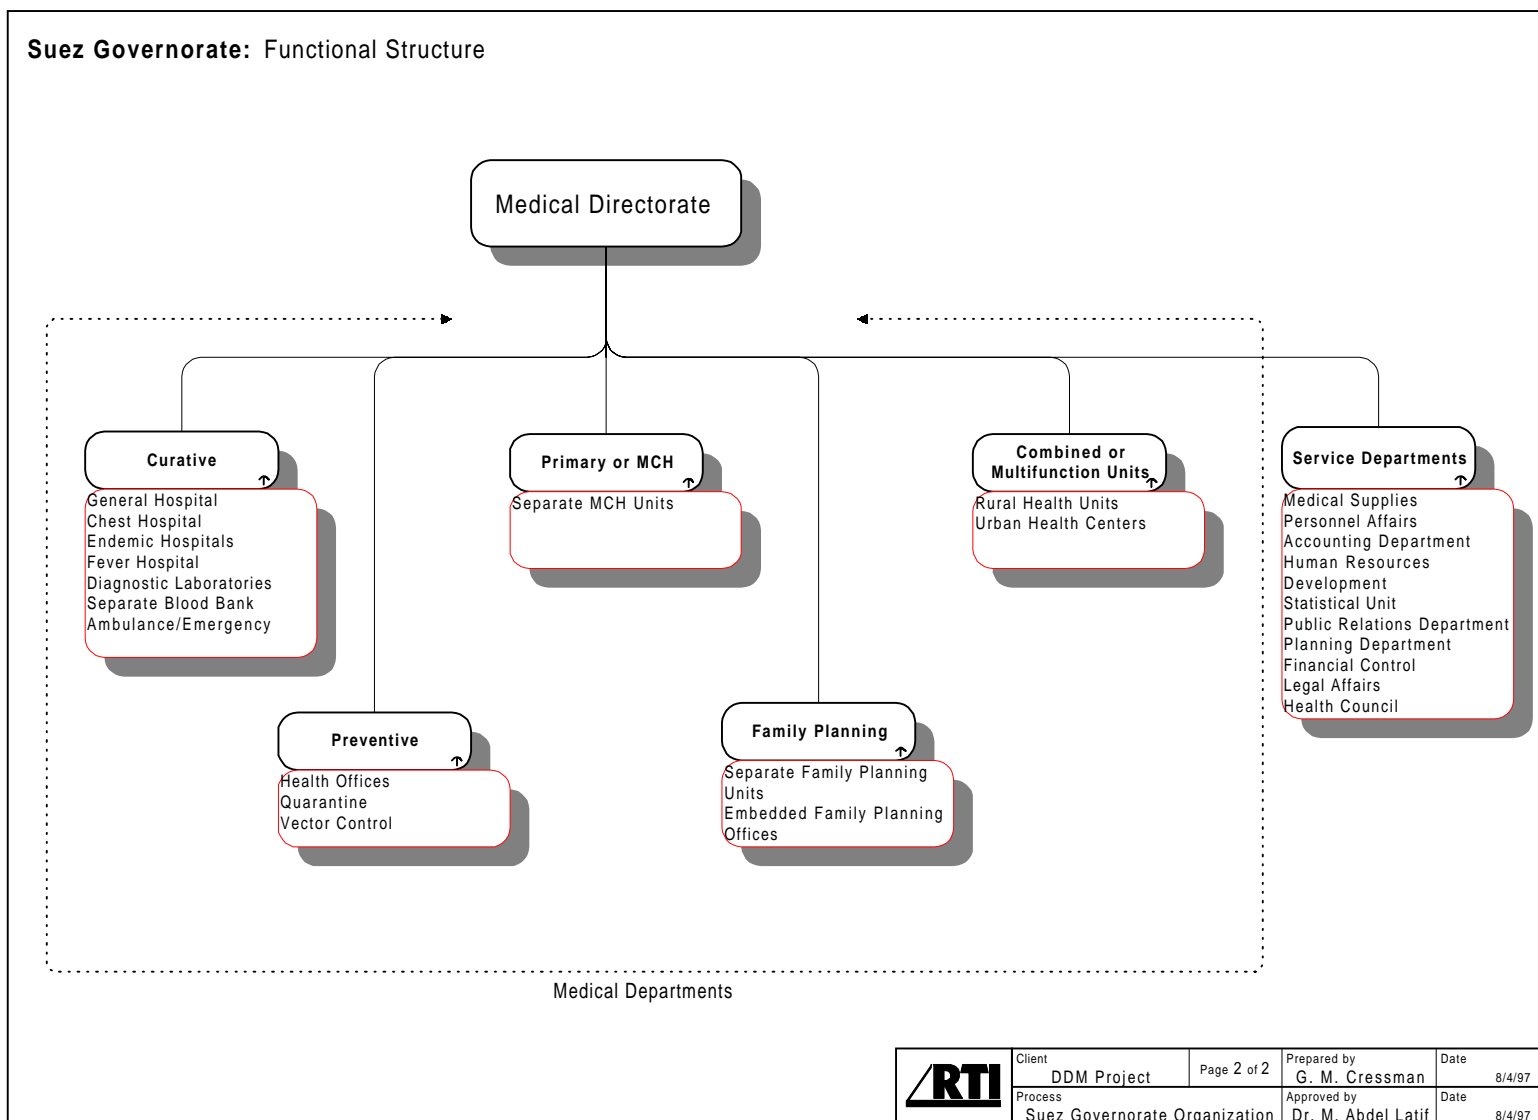 Suez Governorate: Functional Structure
Medical Directorate
Curative
General Hospital
Chest Hospital
Endemic Hospitals
Fever Hospital
Diagnostic Laboratories
Separate Blood Bank
Ambulance/Emergency
Primary or MCH
Separate MCH Units
Combined or
Multifunction Units
Rural Health Units
Urban Health Centers
Service Departments
Medical Supplies
Personnel Affairs
Accounting Department
Human Resources
Development
Statistical Unit
Public Relations Department
Planning Department
Financial Control
Legal Affairs
Health Council
Preventive
Health Offices
Quarantine
Vector Control
Family Planning
Separate Family Planning
Units
Embedded Family Planning
Offices
Medical Departments
RTI
Client
DDM Project
Page 2 of 2
Prepared by
G. M. Cressman
Date
8/4/97
Process
Suez Governorate Organization
Approved by
Dr. M. Abdel Latif
Date
8/4/97